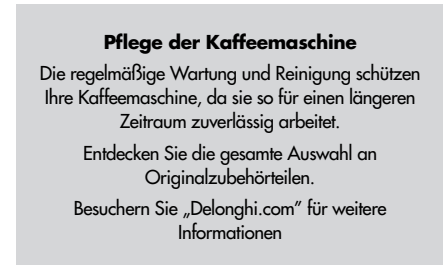 Pflege der Kaffeemaschine
Die regelmäßige Wartung und Reinigung schützen
Ihre Kaffeemaschine, da sie so für einen längeren
Zeitraum zuverlässig arbeitet.
Entdecken Sie die gesamte Auswahl an
Originalzubehörteilen.
Besuchern Sie „Delonghi.com” für weitere
Informationen